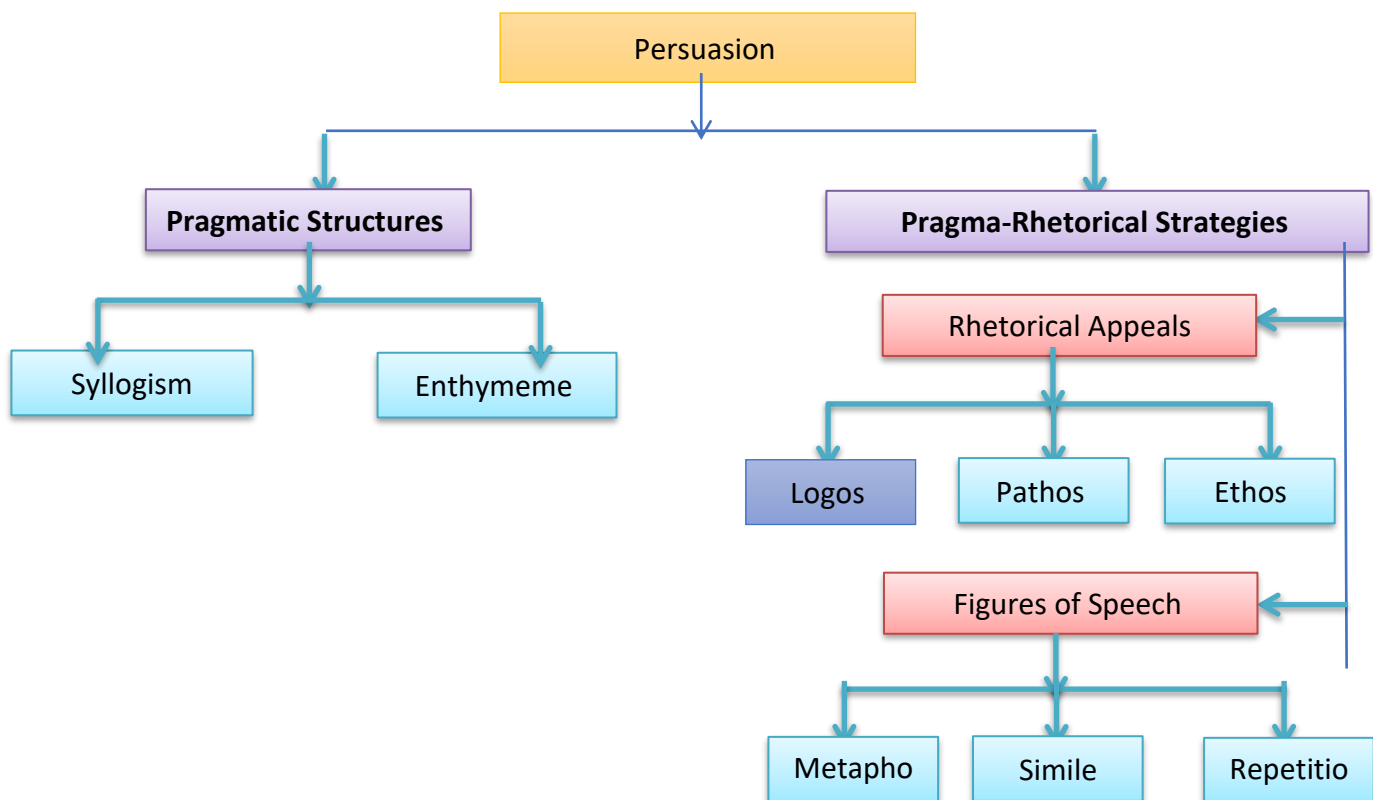 Persuasion
Pragmatic Structures
Pragma-Rhetorical Strategies
Syllogism
Enthymeme
Rhetorical Appeals
Logos
Pathos
Ethos
Figures of Speech
Metapho
Simile
Repetitio